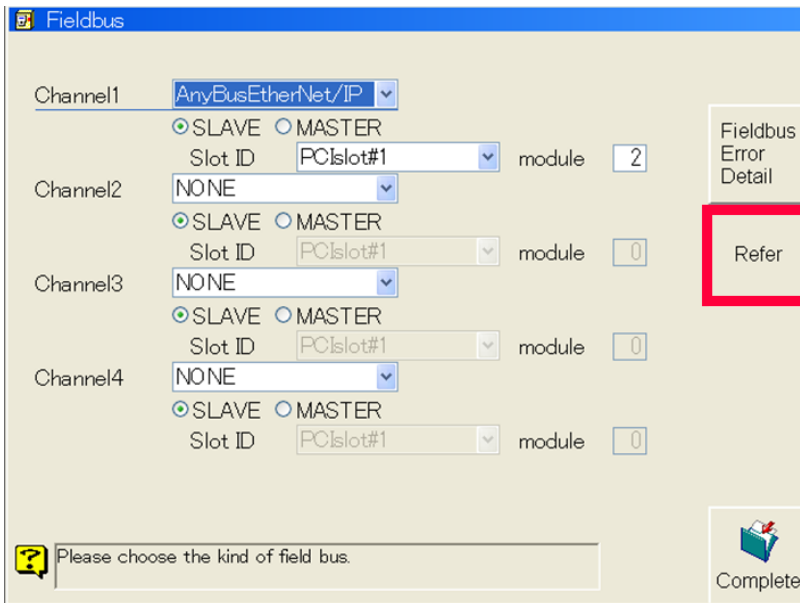 Fieldbus
Channel1 AnyBusEtherNet/IP
SLAVE MASTER
Slot ID PCIslot#1 module 2
Channel2 NONE
SLAVE MASTER
Slot ID PCIslot#1 module 0
Channel3 NONE
SLAVE MASTER
Slot ID PCIslot#1 module 0
Channel4 NONE
SLAVE MASTER
Slot ID PCIslot#1 module 0
Fieldbus
Error
Detail
Refer
Please choose the kind of field bus.
Complete